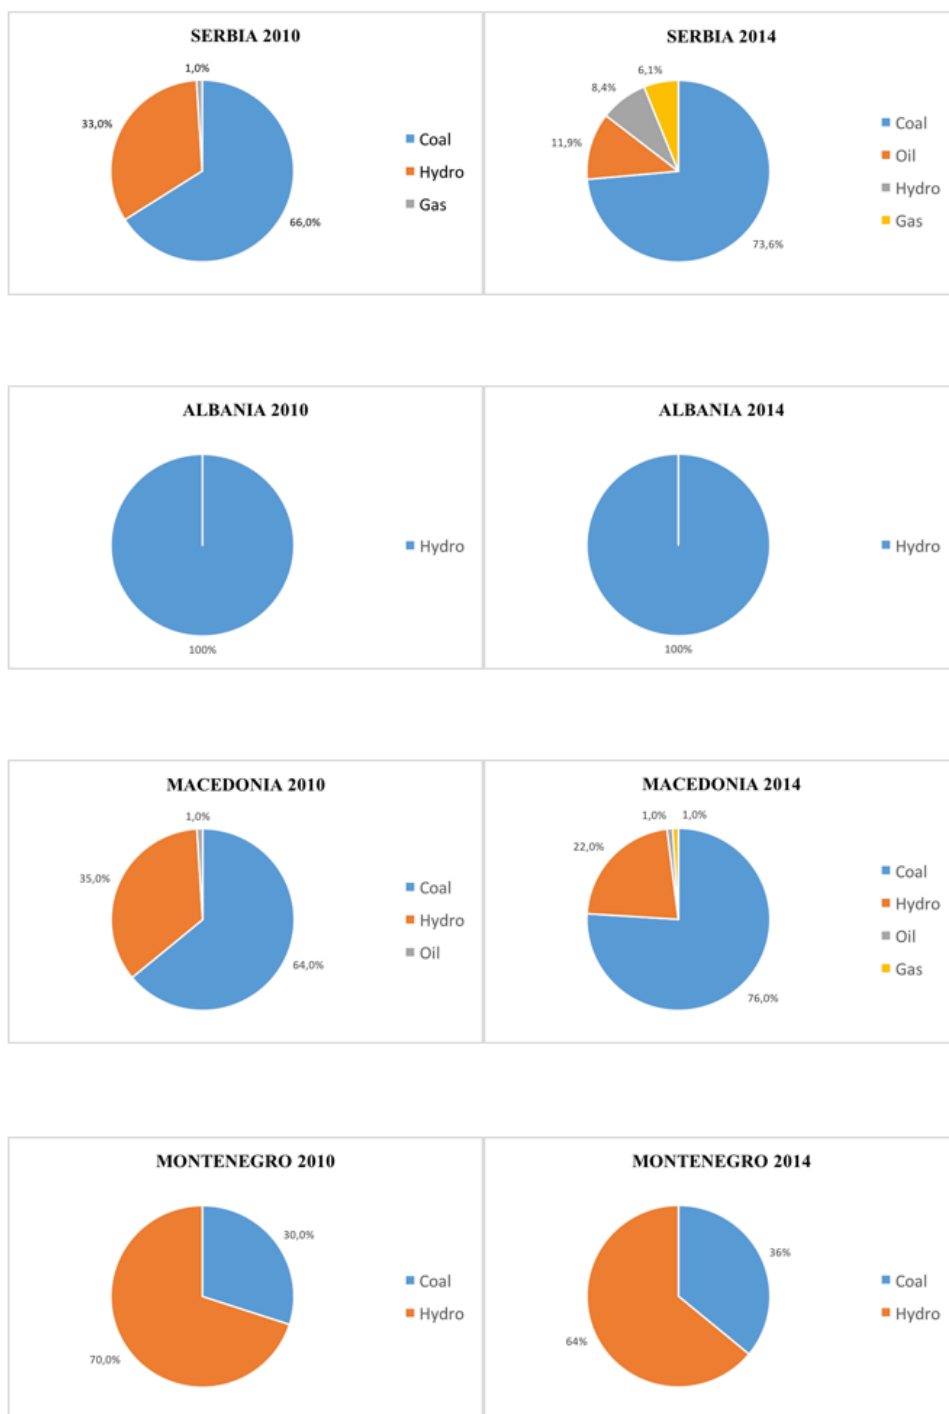 SERBIA 2010
1,0%
33,0%
66,0%
Coal
Hydro
Gas
SERBIA 2014
6,1%
8,4%
11,9%
73,6%
Coal
Oil
Hydro
Gas
ALBANIA 2010
Hydro
100%
ALBANIA 2014
Hydro
100%
MACEDONIA 2010
1,0%
35,0%
64,0%
Coal
Hydro
Oil
MACEDONIA 2014
1,0%
1,0%
22,0%
76,0%
Coal
Hydro
Oil
Gas
MONTENEGRO 2010
30,0%
70,0%
Coal
Hydro
MONTENEGRO 2014
36%
64%
Coal
Hydro